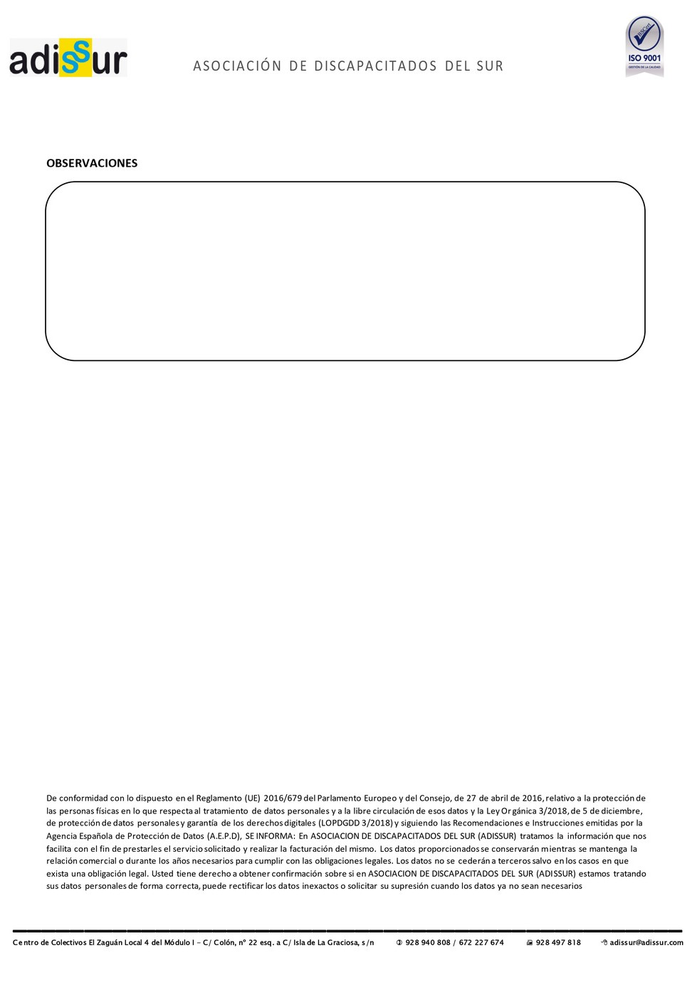 adissur
ASOCIACIÓN DE DISCAPACITADOS DEL SUR
BSCert
ISO 9001
GESTIÓN DE LA CALIDAD
OBSERVACIONES
De conformidad con lo dispuesto en el Reglamento (UE) 2016/679 del Parlamento Europeo y del Consejo, de 27 de abril de 2016, relativo a la protección de
las personas físicas en lo que respecta al tratamiento de datos personales y a la libre circulación de esos datos y la Ley Orgánica 3/2018, de 5 de diciembre,
de protección de datos personales y garantía de los derechos digitales (LOPDGDD 3/2018) y siguiendo las Recomendaciones e Instrucciones emitidas por la
Agencia Española de Protección de Datos (A.E.P.D), SE INFORMA: En ASOCIACION DE DISCAPACITADOS DEL SUR (ADISSUR) tratamos la información que nos
facilita con el fin de prestarles el servicio solicitado y realizar la facturación del mismo. Los datos proporcionados se conservarán mientras se mantenga la
relación comercial o durante los años necesarios para cumplir con las obligaciones legales. Los datos no se cederán a terceros salvo en los casos en que
exista una obligación legal. Usted tiene derecho a obtener confirmación sobre si en ASOCIACION DE DISCAPACITADOS DEL SUR (ADISSUR) estamos tratando
sus datos personales de forma correcta, puede rectificar los datos inexactos o solicitar su supresión cuando los datos ya no sean necesarios
Centro de Colectivos El Zaguán Local 4 del Módulo I – C/ Colón, nº 22 esq. a C/ Isla de La Graciosa, s/n 928 940 808 / 672 227 674 928 497 818 adissur@adissur.com